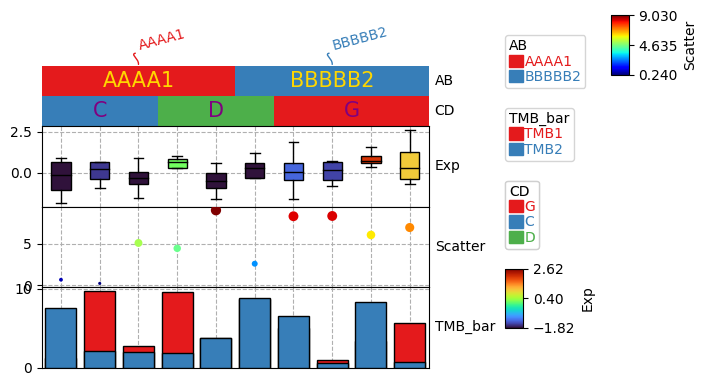 AAAA1
BBBBB2
AAAA1 BBBBB2 AB
C D G CD
2.5
0.0
Exp
5
0
Scatter
10
0
TMB_bar
AB
AAAA1
BBBBB2
TMB_bar
TMB1
TMB2
CD
G
C
D
2.62
0.40
−1.82
Exp
9.030
4.635
0.240
Scatter